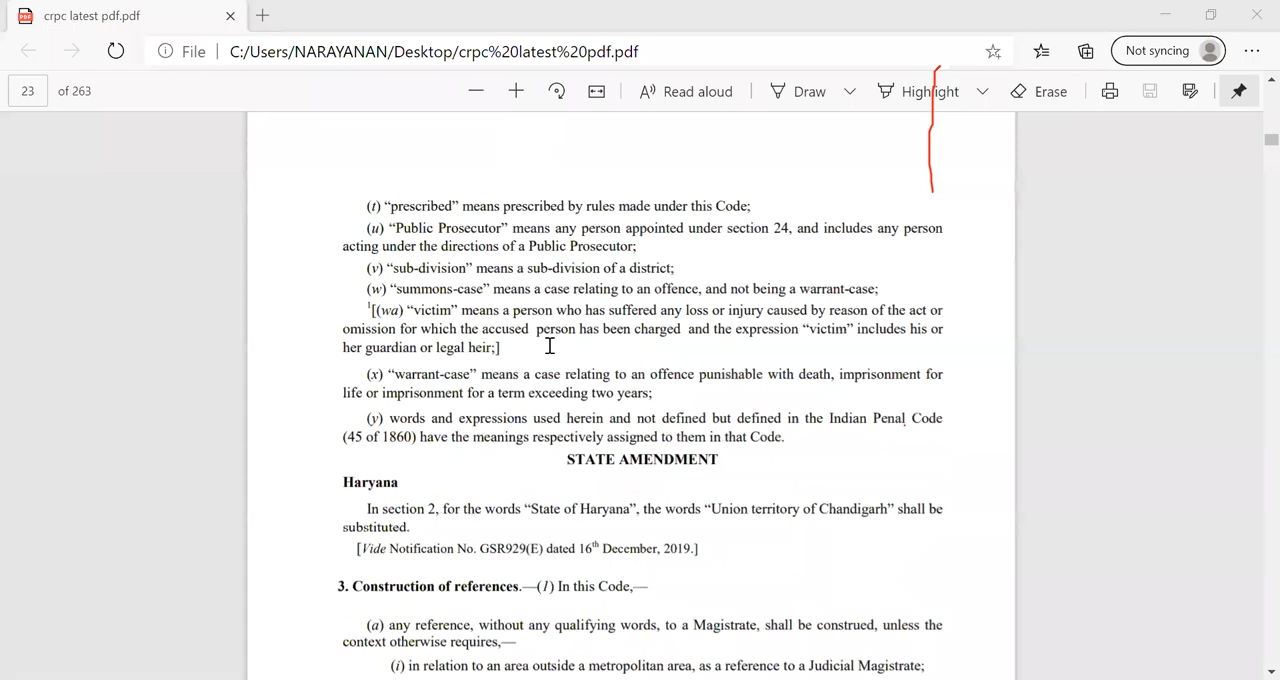 crpc latest pdf.pdf
File C:/Users/NARAYANAN/Desktop/crpc%20latest%20pdf.pdf Not syncing
23 of 263 Read aloud Draw Highlight Erase
(t) “prescribed” means prescribed by rules made under this Code;
(u) “Public Prosecutor” means any person appointed under section 24, and includes any person
acting under the directions of a Public Prosecutor;
(v) “sub-division” means a sub-division of a district;
(w) “summons-case” means a case relating to an offence, and not being a warrant-case;
1[(wa) “victim” means a person who has suffered any loss or injury caused by reason of the act or
omission for which the accused person has been charged and the expression “victim” includes his or
her guardian or legal heir;]
(x) “warrant-case” means a case relating to an offence punishable with death, imprisonment for
life or imprisonment for a term exceeding two years;
(y) words and expressions used herein and not defined but defined in the Indian Penal Code
(45 of 1860) have the meanings respectively assigned to them in that Code.
STATE AMENDMENT
Haryana
In section 2, for the words “State of Haryana”, the words “Union territory of Chandigarh” shall be
substituted.
[Vide Notification No. GSR929(E) dated 16th December, 2019.]
3. Construction of references.—(1) In this Code,—
(a) any reference, without any qualifying words, to a Magistrate, shall be construed, unless the
context otherwise requires,—
(i) in relation to an area outside a metropolitan area, as a reference to a Judicial Magistrate;